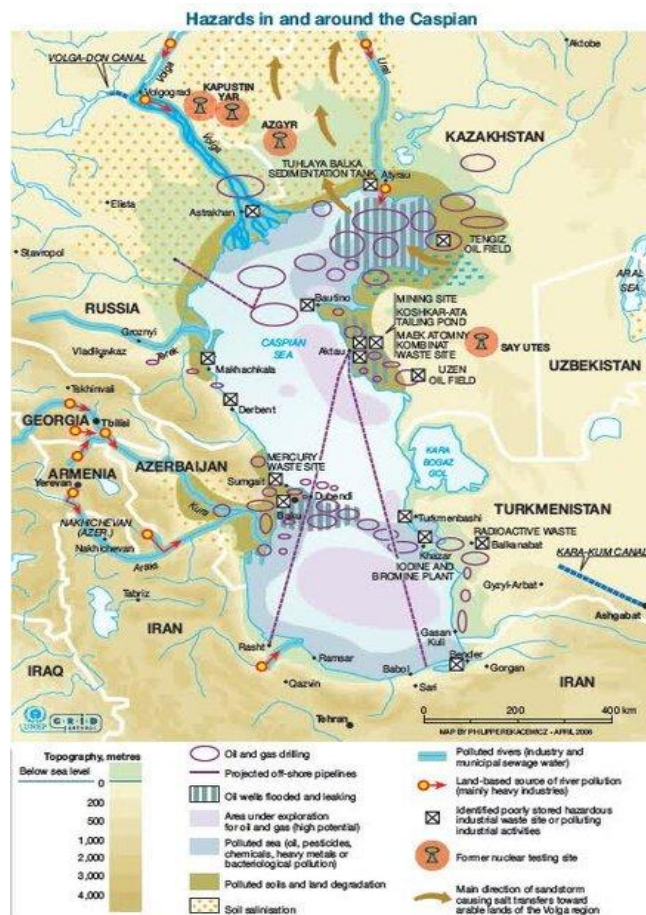 Hazards in and around the Caspian
VOLGA-DON CANAL
Volga
Ural
Aktobe
Volgograd
KAPUSTIN
YAR
AZGYR
Volga
KAZAKHSTAN
TUHLAYA BALKA
SEDIMENTATION TANK
Atyrau
Elista
Astrakhan
Stavropol
TENGIZ
OIL FIELD
ARAL
SEA
Bautino
MINING SITE
KOSHKAR-ATA
TAILING POND
RUSSIA
Groznyi
CASPIAN
SEA
MAEK ATOMNY
KOMBINAT
WASTE SITE
SAY UTES
Vladikavkaz
Terek
Aktau
UZBEKISTAN
Makhachkala
UZEN
OIL FIELD
Tskhinvali
Derbent
GEORGIA
Tbilisi
KARA
BOGAZ
GOL
ARMENIA
AZERBAIJAN
MERCURY
WASTE SITE
Yerevan
Sumgait
Dubendi
TURKMENISTAN
Kura
Baku
NAKHICHEVAN
(AZER.)
Turkmenbashi
RADIOACTIVE WASTE
Nakhichevan
Khazar
Balkanabat
KARA-KUM CANAL
Araks
IODINE AND
BROMINE PLANT
Gyzyl-Arbat
Tabriz
Ashgabat
Gasan
Kuli
IRAN
Rasht
Ramsar
Bender
Gorgan
IRAQ
Babol
IRAN
Qazvin
Sari
Tehran
0 200 400 km
UNEP
GRID
Arendal
MAP BY PHILIPPE REKACEWICZ - APRIL 2006
Topography, metres
Below sea level
0
200
500
1,000
2,000
3,000
4,000
Oil and gas drilling
Projected off-shore pipelines
Oil wells flooded and leaking
Area under exploration
for oil and gas (high potential)
Polluted sea (oil, pesticides,
chemicals, heavy metals or
bacteriological pollution)
Polluted soils and land degradation
Soil salinisation
Polluted rivers (industry and
municipal sewage water)
Land-based source of river pollution
(mainly heavy industries)
Identified poorly stored hazardous
industrial waste site or polluting
industrial activities
Former nuclear testing site
Main direction of sandstorm
causing salt transfers toward
arable lands of the Volga region